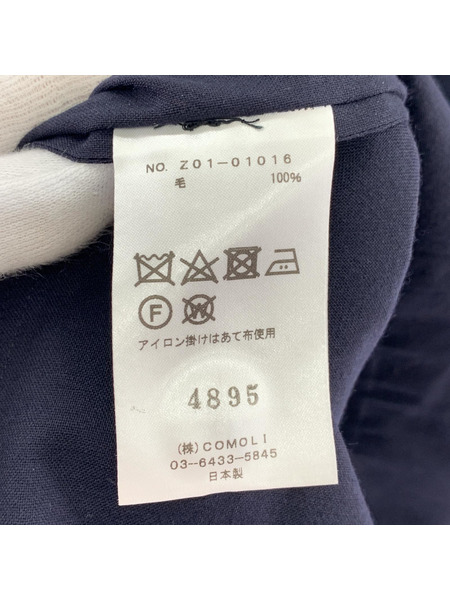 NO. Z01-01016
毛 100%
F W
アイロン掛けはあて布使用
4895
(株) COMOLI
03-6433-5845
日本製